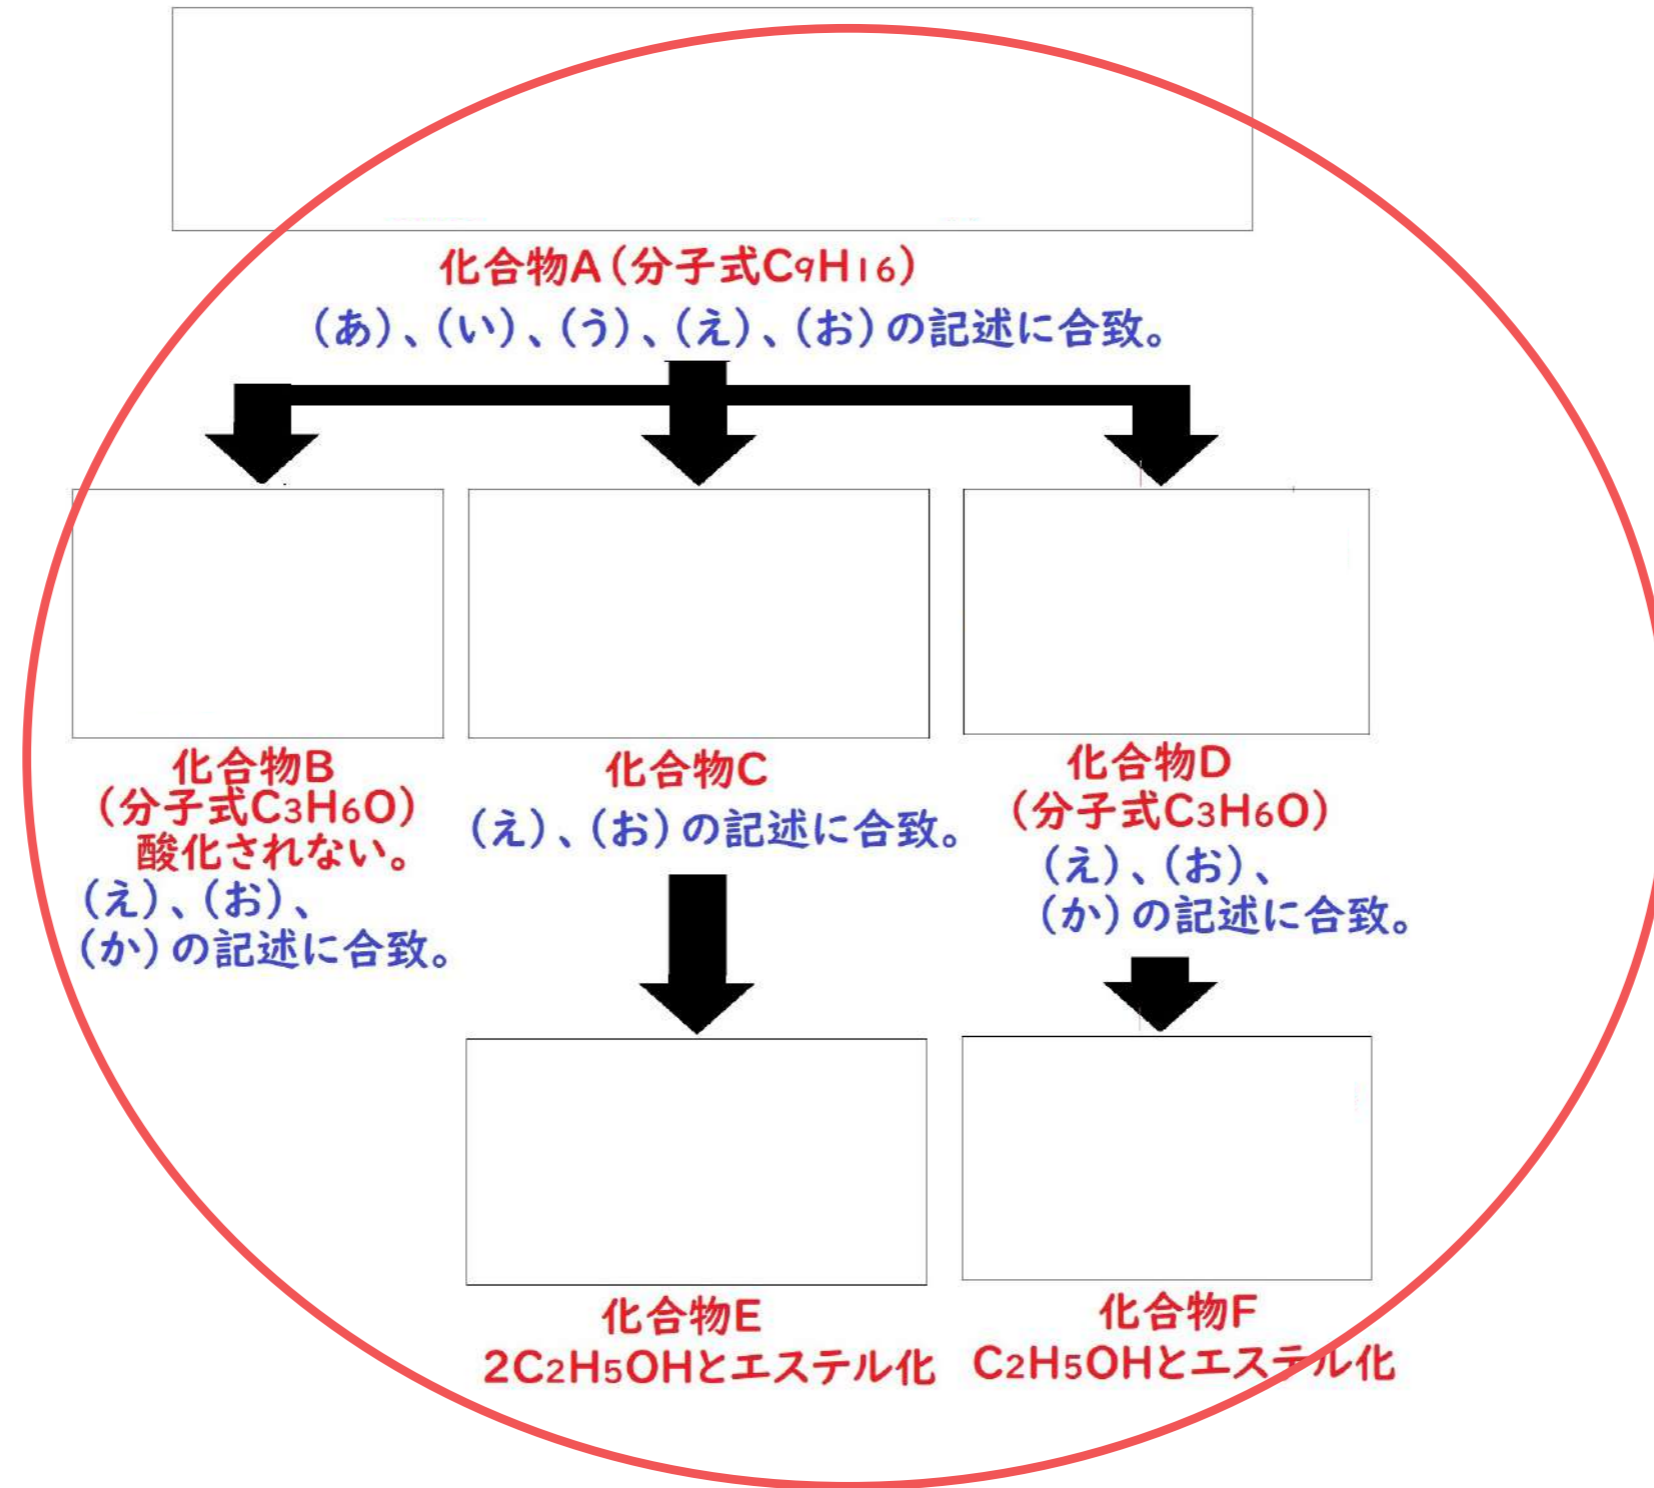 化合物A(分子式C9H16)
(あ)、(い)、(う)、(え)、(お)の記述に合致。
化合物B
(分子式C3H6O)
酸化されない。
(え)、(お)、
(か)の記述に合致。
化合物C
(え)、(お)の記述に合致。
化合物D
(分子式C3H6O)
(え)、(お)、
(か)の記述に合致。
化合物E
2C2H5OHとエステル化
化合物F
C2H5OHとエステル化